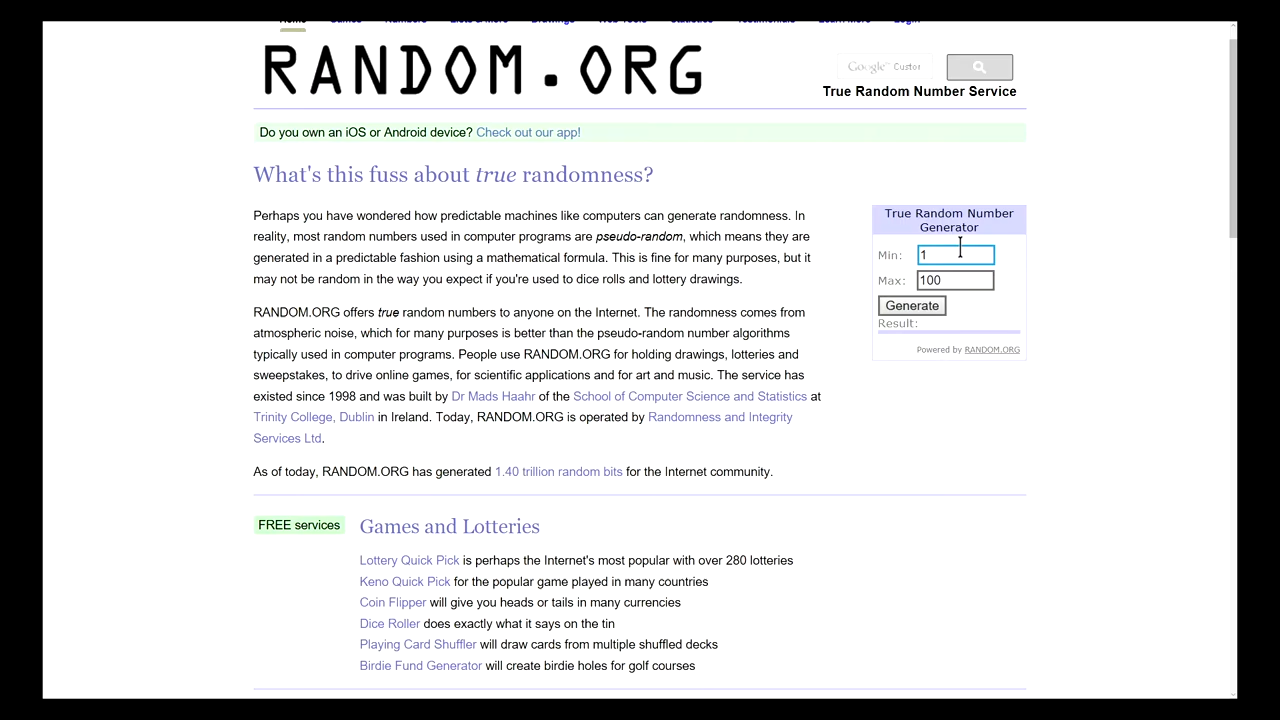 Home Games Numbers Lists & More Drawings Web Tools Statistics Testimonials Learn More Login
RANDOM.ORG
Google Custor
True Random Number Service
Do you own an iOS or Android device? Check out our app!
What's this fuss about true randomness?
Perhaps you have wondered how predictable machines like computers can generate randomness. In
reality, most random numbers used in computer programs are pseudo-random, which means they are
generated in a predictable fashion using a mathematical formula. This is fine for many purposes, but it
may not be random in the way you expect if you're used to dice rolls and lottery drawings.
RANDOM.ORG offers true random numbers to anyone on the Internet. The randomness comes from
atmospheric noise, which for many purposes is better than the pseudo-random number algorithms
typically used in computer programs. People use RANDOM.ORG for holding drawings, lotteries and
sweepstakes, to drive online games, for scientific applications and for art and music. The service has
existed since 1998 and was built by Dr Mads Haahr of the School of Computer Science and Statistics at
Trinity College, Dublin in Ireland. Today, RANDOM.ORG is operated by Randomness and Integrity
Services Ltd.
As of today, RANDOM.ORG has generated 1.40 trillion random bits for the Internet community.
True Random Number
Generator
Min: 1
Max: 100
Generate
Result:
Powered by RANDOM.ORG
FREE services
Games and Lotteries
Lottery Quick Pick is perhaps the Internet's most popular with over 280 lotteries
Keno Quick Pick for the popular game played in many countries
Coin Flipper will give you heads or tails in many currencies
Dice Roller does exactly what it says on the tin
Playing Card Shuffler will draw cards from multiple shuffled decks
Birdie Fund Generator will create birdie holes for golf courses